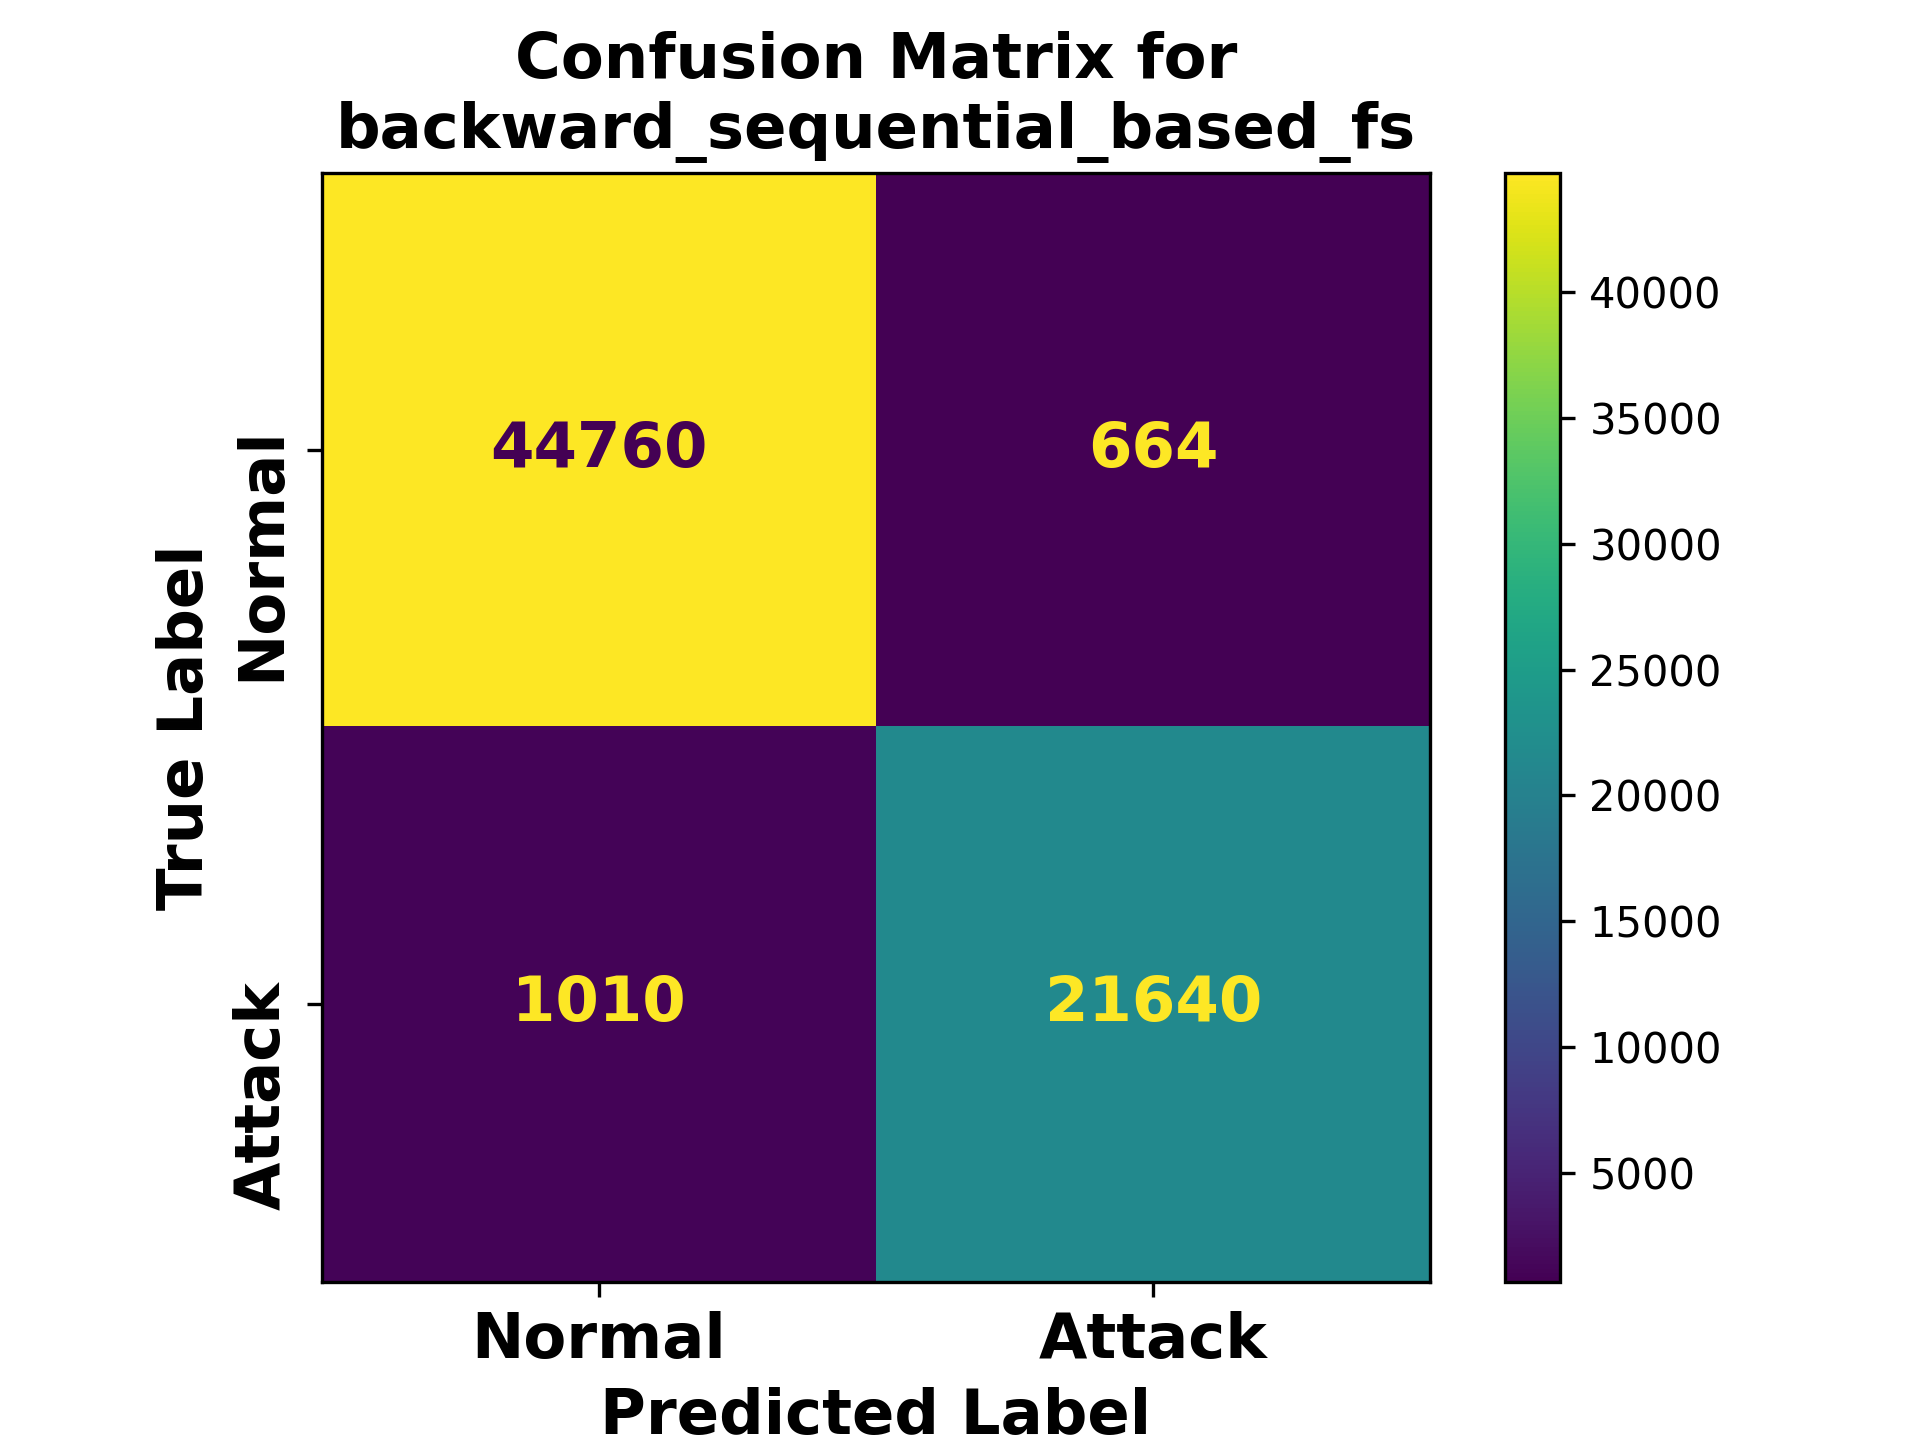 Confusion Matrix for
backward_sequential_based_fs
True Label
Normal
Attack
44760
664
1010
21640
Normal
Attack
Predicted Label
40000
35000
30000
25000
20000
15000
10000
5000